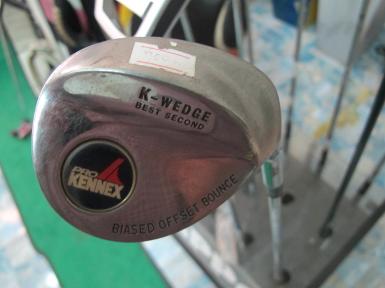 K-WEDGE
BEST SECOND
PRO
KENNEX
BIASED OFFSET BOUNCE